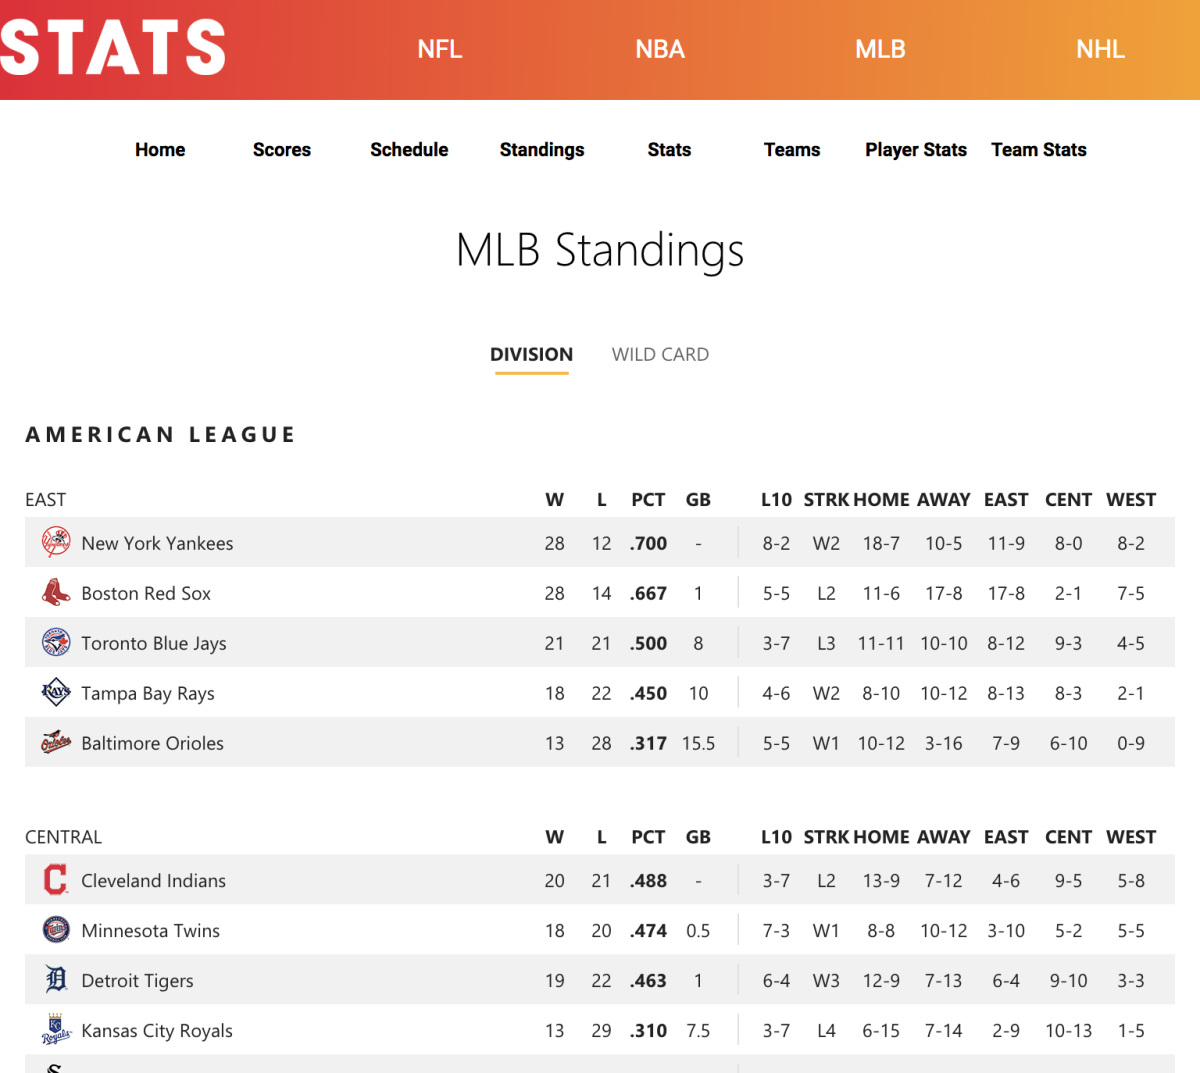 STATS NFL NBA MLB NHL
Home Scores Schedule Standings Stats Teams Player Stats Team Stats
MLB Standings
DIVISION WILD CARD
AMERICAN LEAGUE
EAST W L PCT GB L10 STRK HOME AWAY EAST CENT WEST
New York Yankees 28 12 .700 - 8-2 W2 18-7 10-5 11-9 8-0 8-2
Boston Red Sox 28 14 .667 1 5-5 L2 11-6 17-8 17-8 2-1 7-5
Toronto Blue Jays 21 21 .500 8 3-7 L3 11-11 10-10 8-12 9-3 4-5
Tampa Bay Rays 18 22 .450 10 4-6 W2 8-10 10-12 8-13 8-3 2-1
Baltimore Orioles 13 28 .317 15.5 5-5 W1 10-12 3-16 7-9 6-10 0-9
CENTRAL W L PCT GB L10 STRK HOME AWAY EAST CENT WEST
Cleveland Indians 20 21 .488 - 3-7 L2 13-9 7-12 4-6 9-5 5-8
Minnesota Twins 18 20 .474 0.5 7-3 W1 8-8 10-12 3-10 5-2 5-5
Detroit Tigers 19 22 .463 1 6-4 W3 12-9 7-13 6-4 9-10 3-3
Kansas City Royals 13 29 .310 7.5 3-7 L4 6-15 7-14 2-9 10-13 1-5